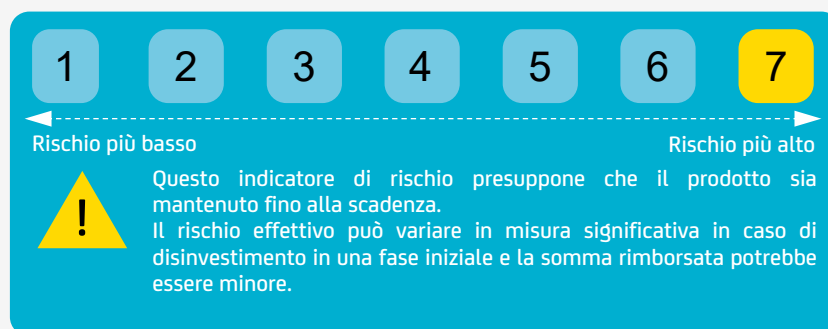 1 2 3 4 5 6 7
Rischio più basso Rischio più alto
!
Questo indicatore di rischio presuppone che il prodotto sia
mantenuto fino alla scadenza.
Il rischio effettivo può variare in misura significativa in caso di
disinvestimento in una fase iniziale e la somma rimborsata potrebbe
essere minore.